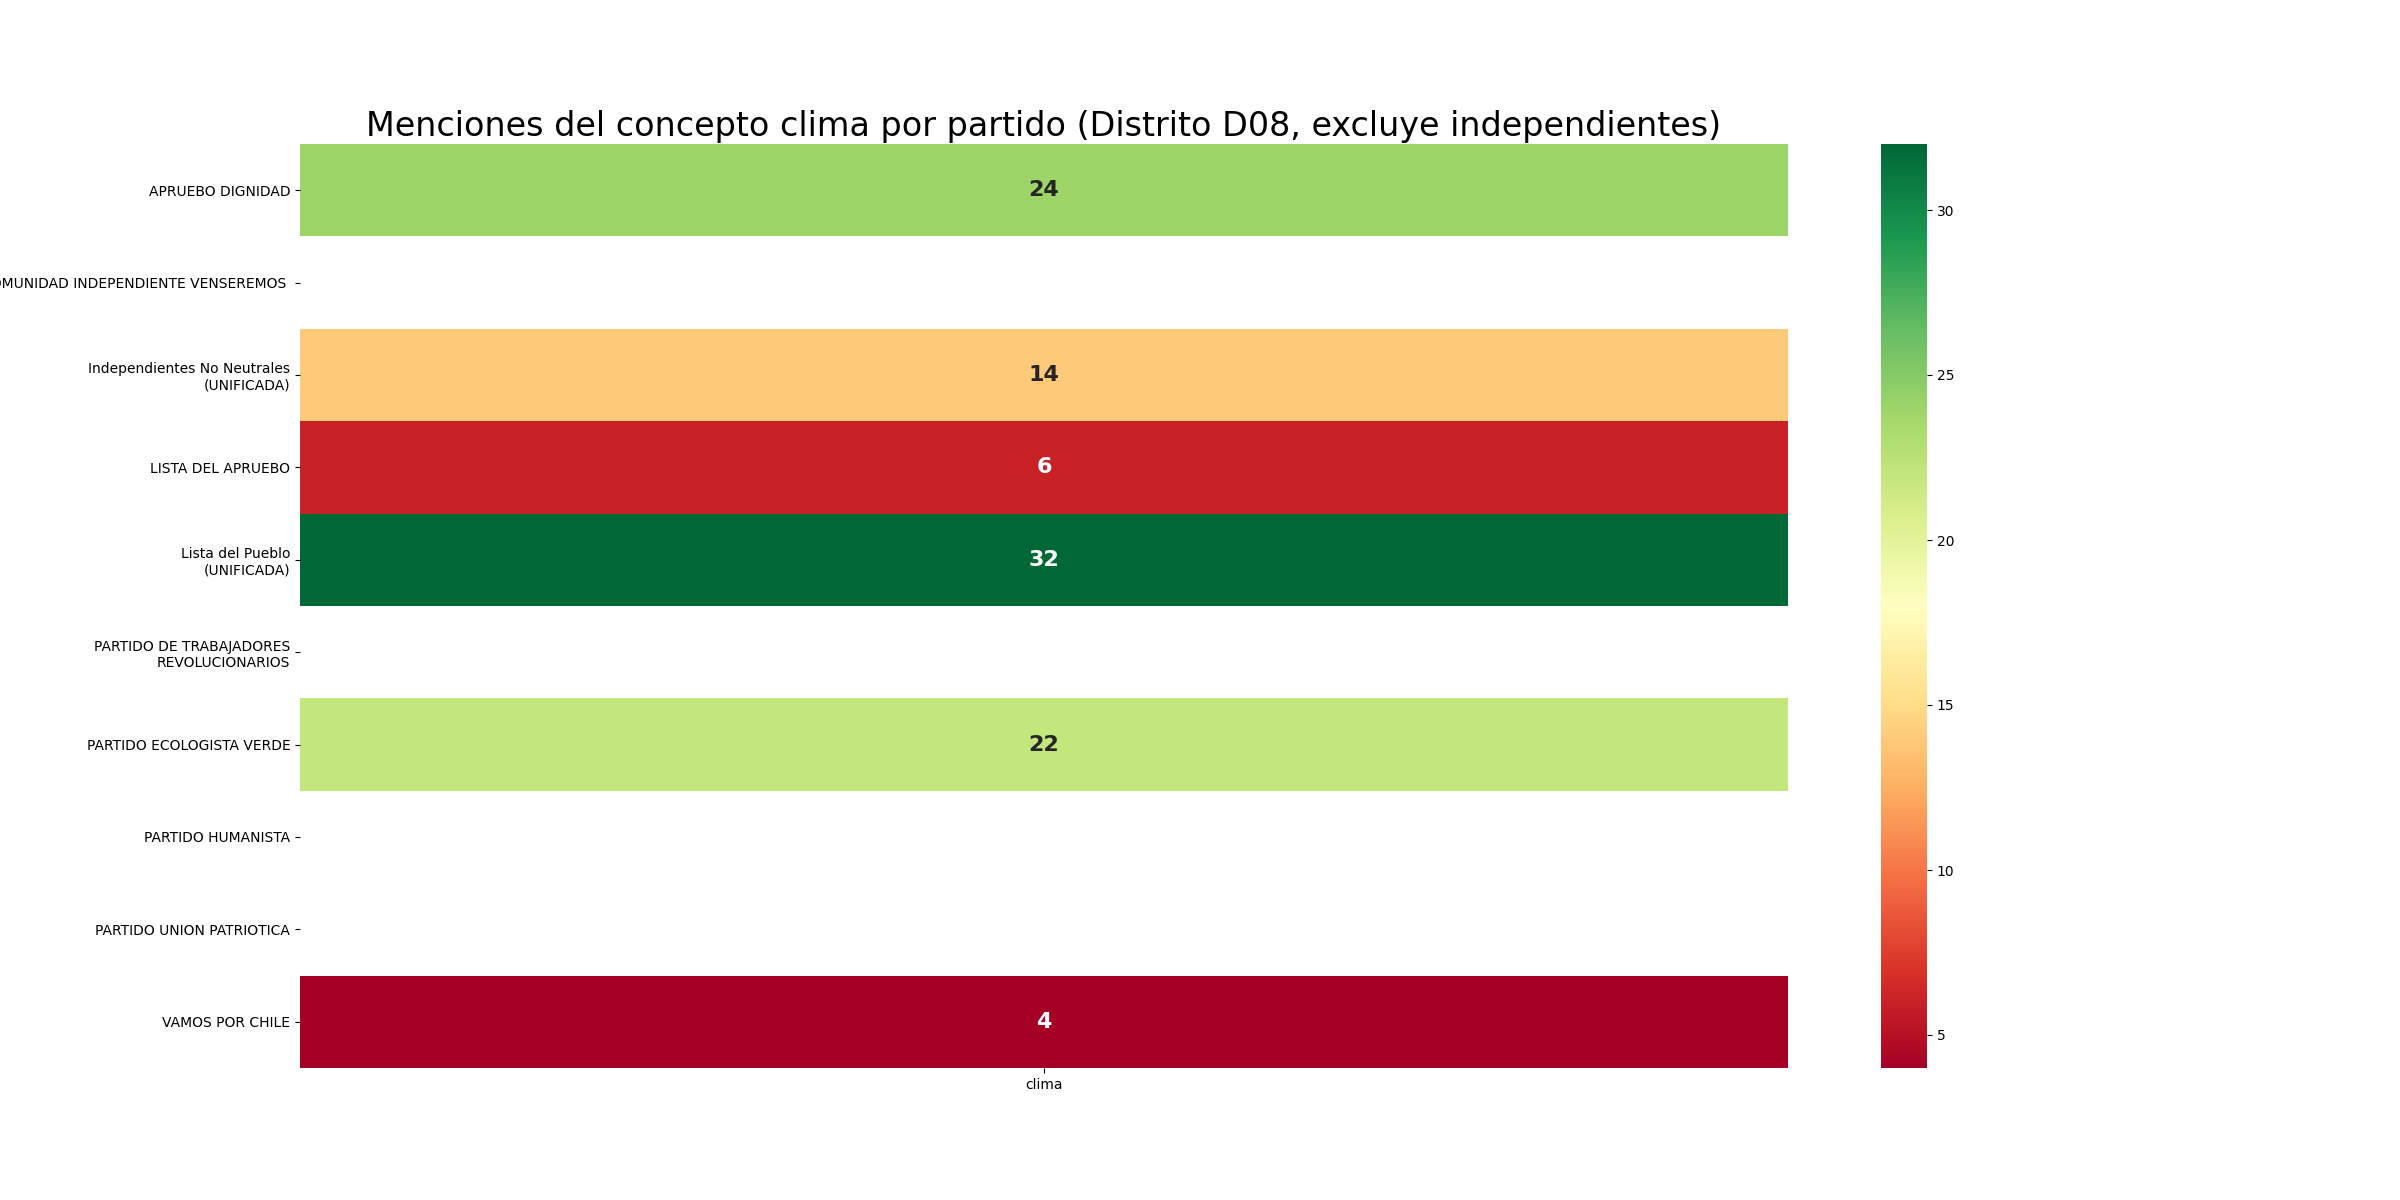 Menciones del concepto clima por partido (Distrito D08, excluye independientes)
APRUEBO DIGNIDAD
24
INDEPENDIENTE VENSEREMOS
Independientes No Neutrales
(UNIFICADA)
14
LISTA DEL APRUEBO
6
Lista del Pueblo
(UNIFICADA)
32
PARTIDO DE TRABAJADORES
REVOLUCIONARIOS
PARTIDO ECOLOGISTA VERDE
22
PARTIDO HUMANISTA
PARTIDO UNION PATRIOTICA
VAMOS POR CHILE
4
clima
30
25
20
15
10
5